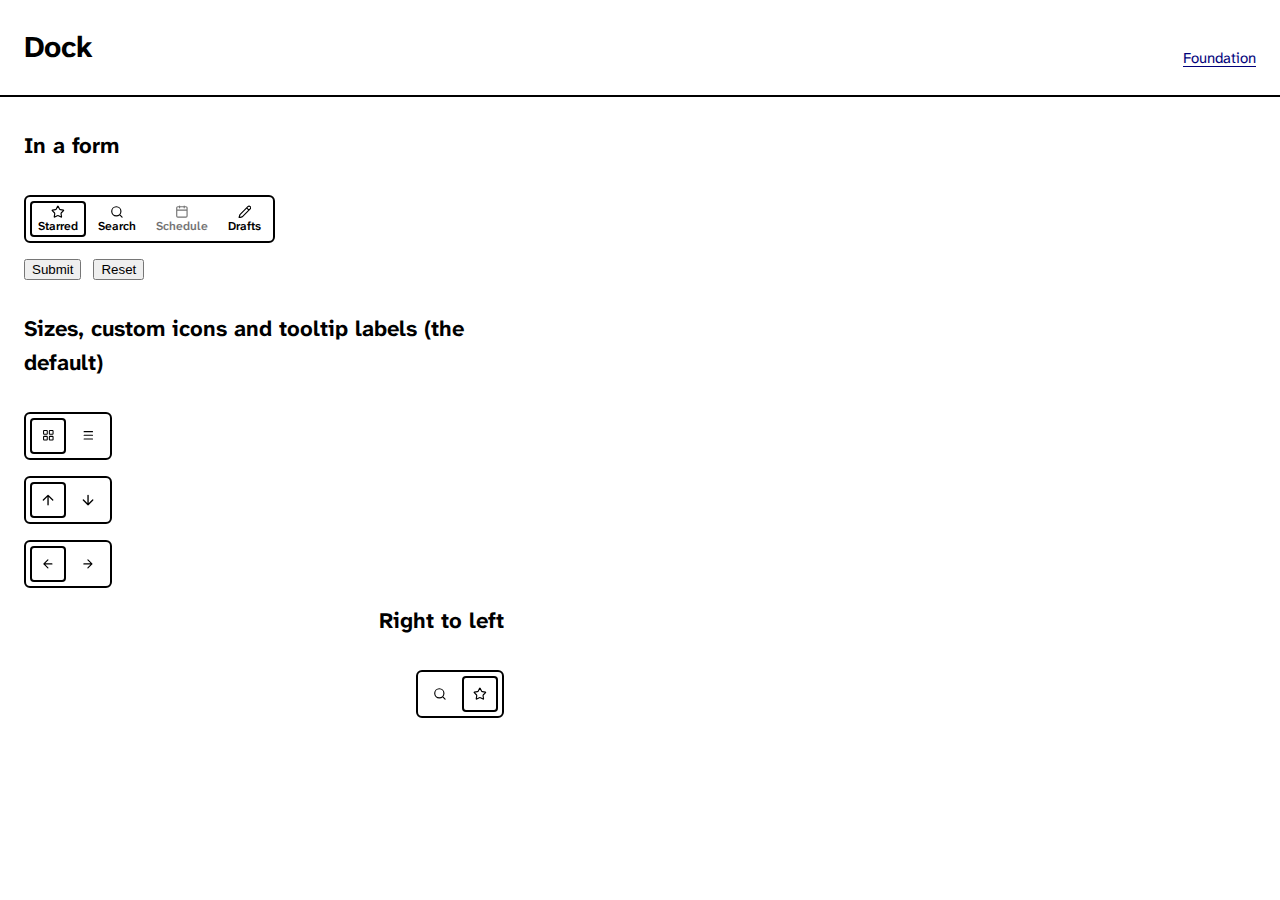 Dock
Foundation
In a form
Starred Search Schedule Drafts
Submit Reset
Sizes, custom icons and tooltip labels (the
default)
Right to left